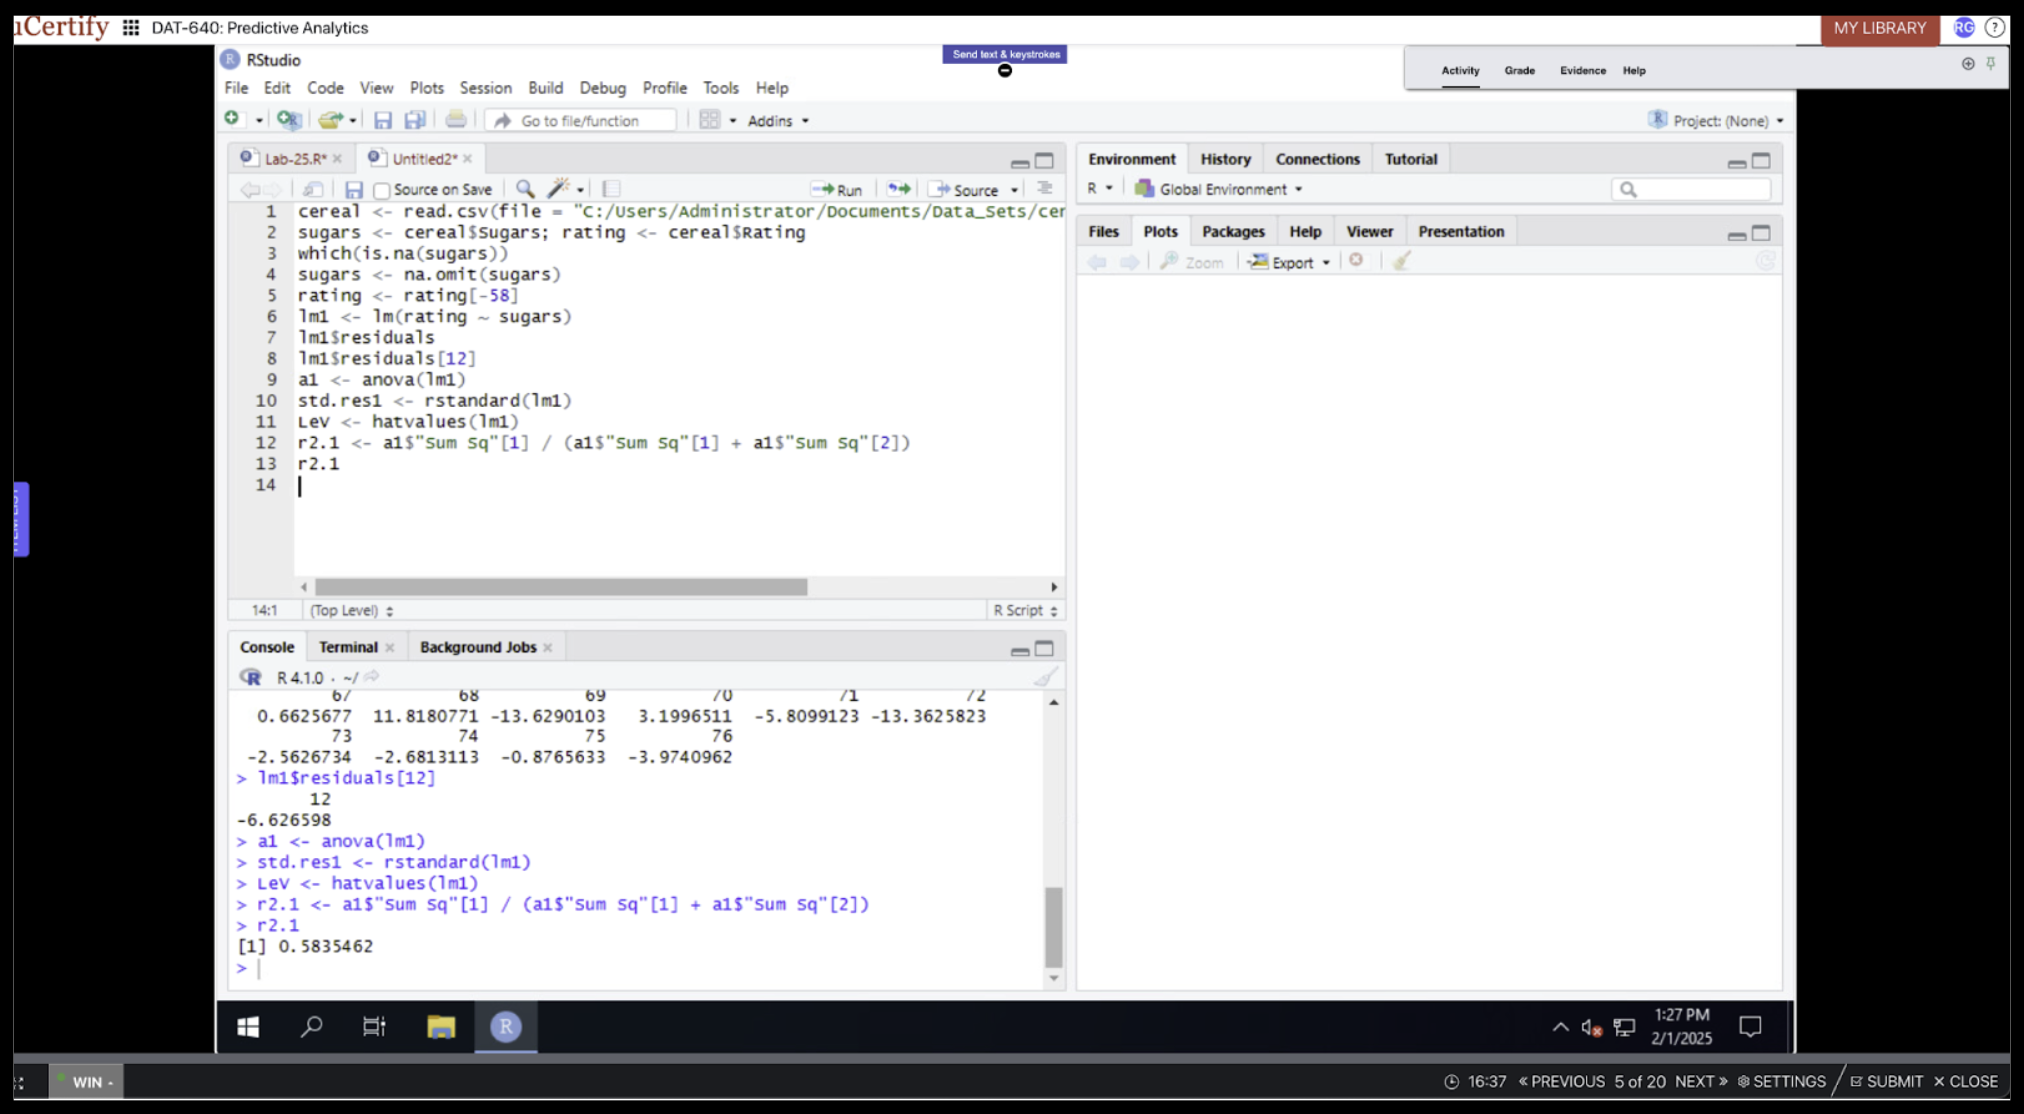 uCertify DAT-640: Predictive Analytics MY LIBRARY RG ?
RStudio
Send text & keystrokes
Activity Grade Evidence Help
File Edit Code View Plots Session Build Debug Profile Tools Help
Go to file/function Addins Project: (None)
Lab-25.R* Untitled2*
Source on Save Run Source
1 cereal <- read.csv(file = "C:/Users/Administrator/Documents/Data_Sets/cer
2 sugars <- cereal$Sugars; rating <- cereal$Rating
3 which(is.na(sugars))
4 sugars <- na.omit(sugars)
5 rating <- rating[-58]
6 lm1 <- lm(rating ~ sugars)
7 lm1$residuals
8 lm1$residuals[12]
9 a1 <- anova(lm1)
10 std.res1 <- rstandard(lm1)
11 Lev <- hatvalues(lm1)
12 r2.1 <- a1$"Sum Sq"[1] / (a1$"Sum Sq"[1] + a1$"Sum Sq"[2])
13 r2.1
14
14:1 (Top Level) R Script
Console Terminal Background Jobs
R 4.1.0 · ~/
67 68 69 70 71 72
0.6625677 11.8180771 -13.6290103 3.1996511 -5.8099123 -13.3625823
73 74 75 76
-2.5626734 -2.6813113 -0.8765633 -3.9740962
> lm1$residuals[12]
12
-6.626598
> a1 <- anova(lm1)
> std.res1 <- rstandard(lm1)
> Lev <- hatvalues(lm1)
> r2.1 <- a1$"Sum Sq"[1] / (a1$"Sum Sq"[1] + a1$"Sum Sq"[2])
> r2.1
[1] 0.5835462
>
Environment History Connections Tutorial
R Global Environment
Files Plots Packages Help Viewer Presentation
Zoom Export
1:27 PM
2/1/2025
WIN
16:37 « PREVIOUS 5 of 20 NEXT » SETTINGS SUBMIT × CLOSE